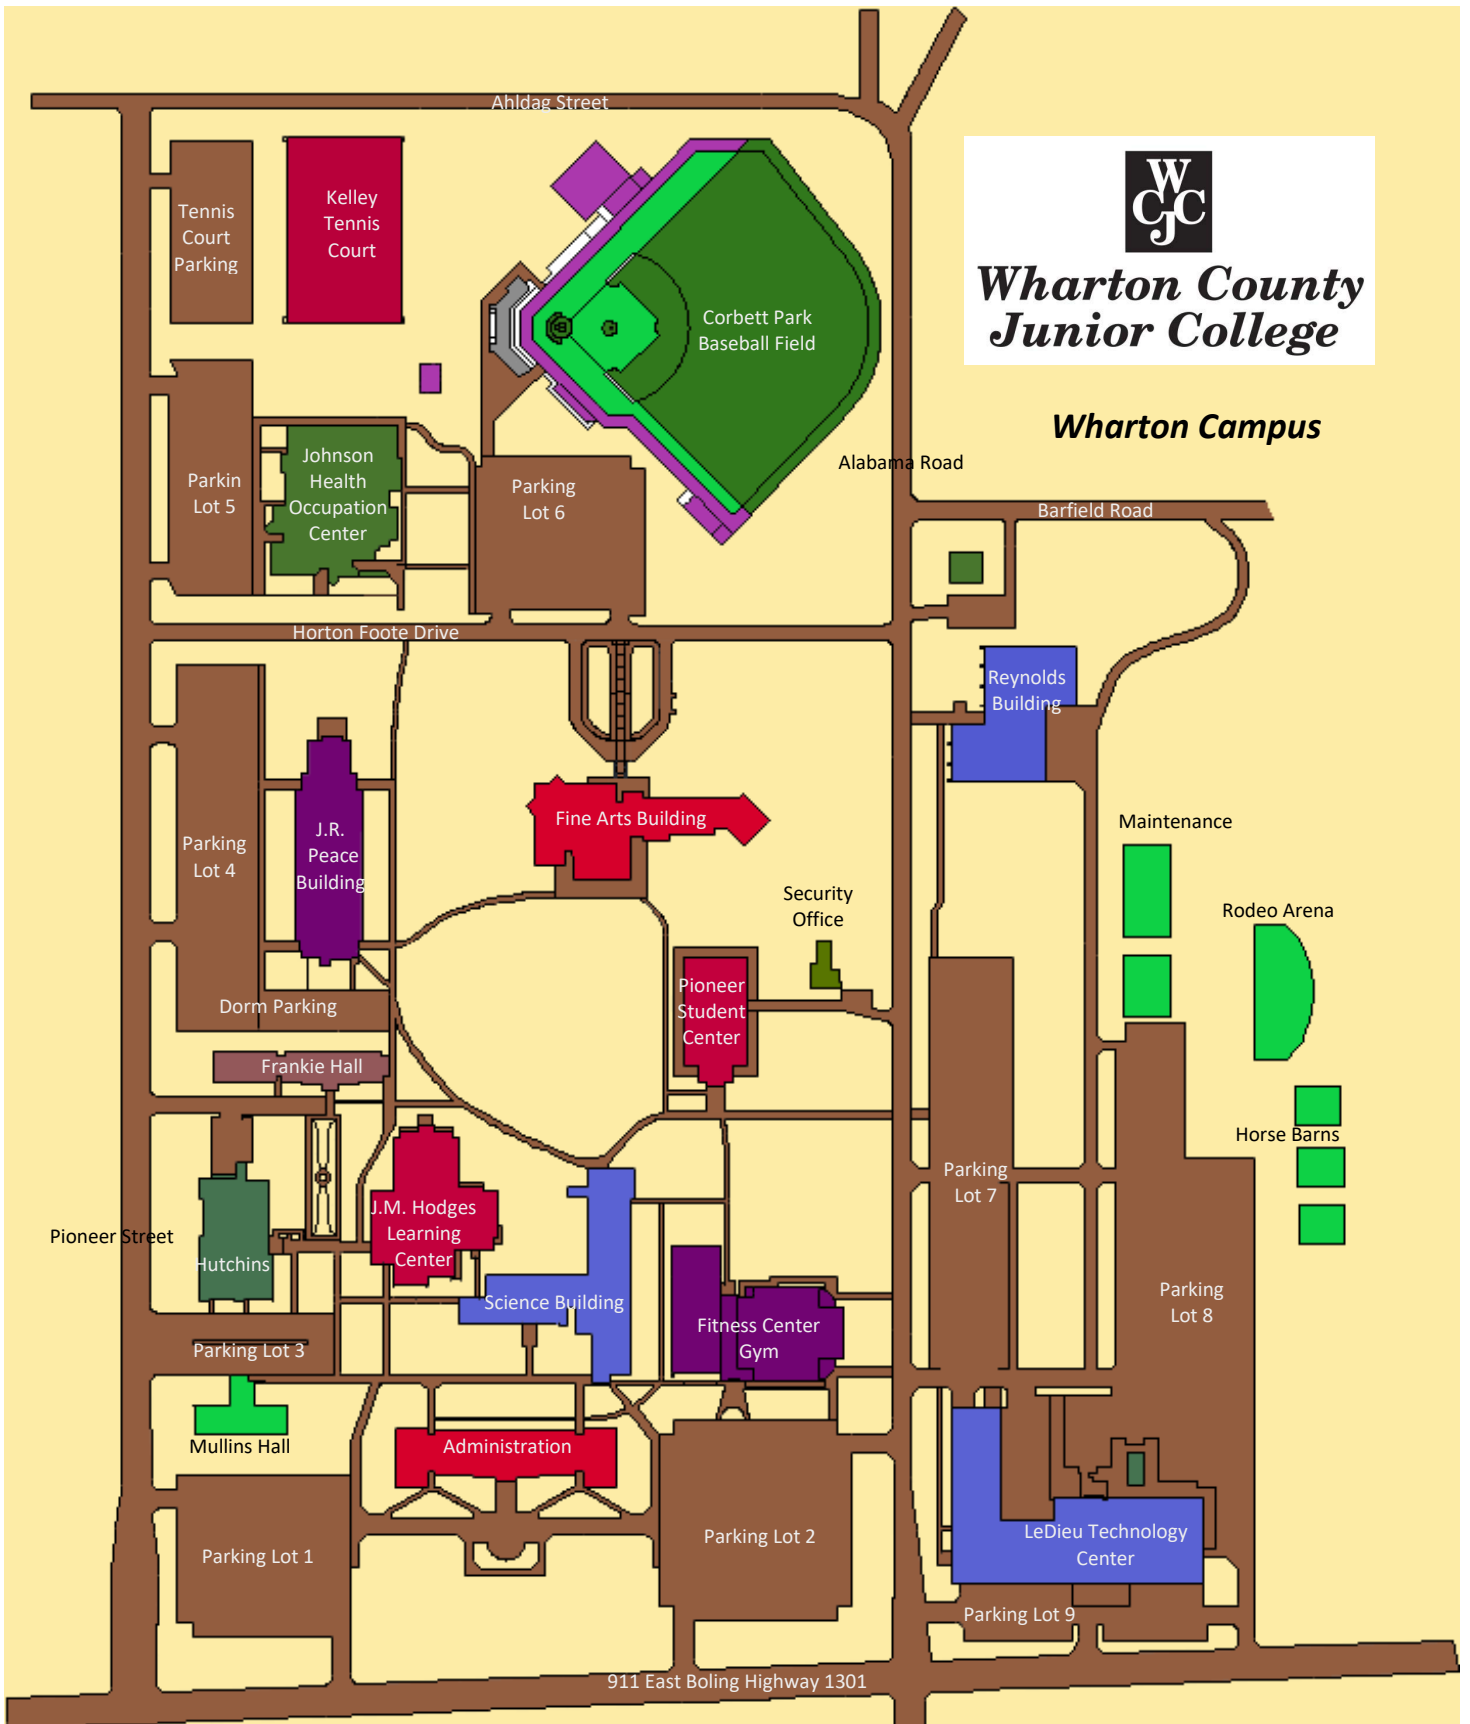 Ahldag Street
W
CJC
Wharton County
Junior College
Wharton Campus
Tennis
Court
Parking
Kelley
Tennis
Court
Corbett Park
Baseball Field
Alabama Road
Parkin
Lot 5
Johnson
Health
Occupation
Center
Parking
Lot 6
Barfield Road
Horton Foote Drive
Reynolds
Building
Parking
Lot 4
J.R.
Peace
Building
Fine Arts Building
Maintenance
Security
Office
Rodeo Arena
Pioneer
Student
Center
Dorm Parking
Frankie Hall
Horse Barns
Parking
Lot 7
Pioneer Street
Hutchins
J.M. Hodges
Learning
Center
Science Building
Fitness Center
Gym
Parking
Lot 8
Parking Lot 3
Mullins Hall
Administration
Parking Lot 1
Parking Lot 2
LeDieu Technology
Center
Parking Lot 9
911 East Boling Highway 1301